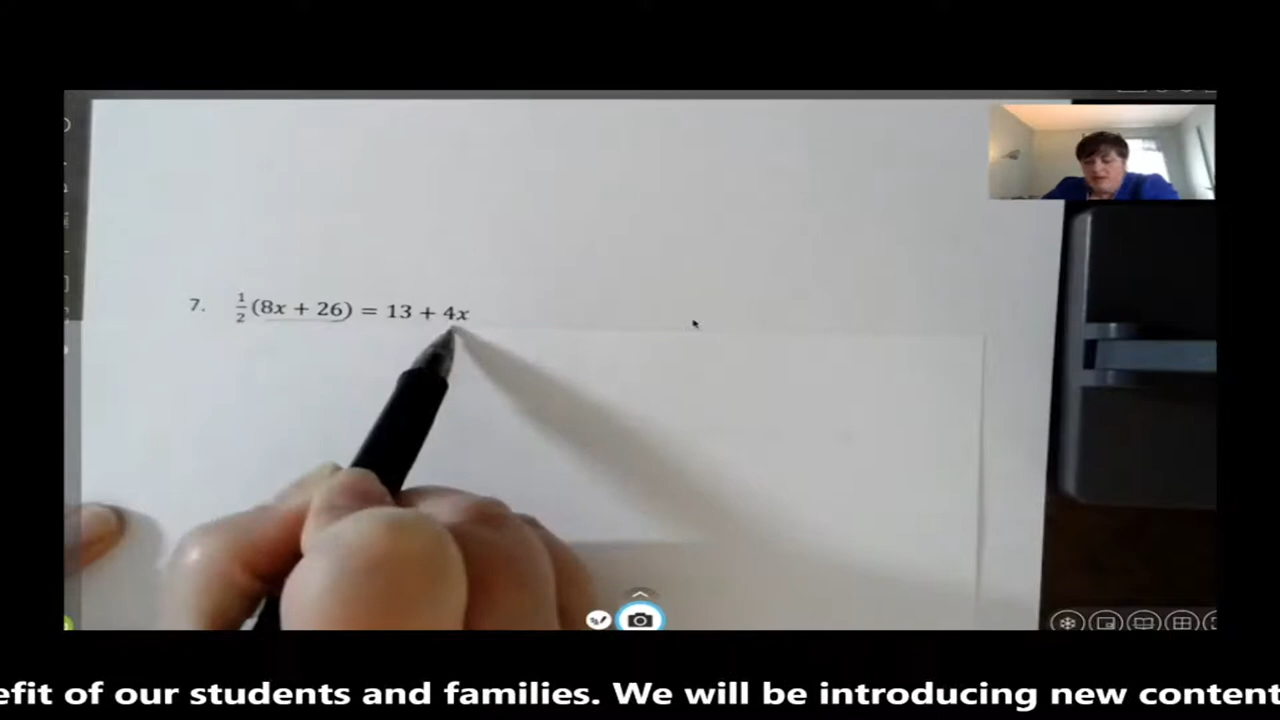 7. ½(8x + 26) = 13 + 4x
efit of our students and families. We will be introducing new content